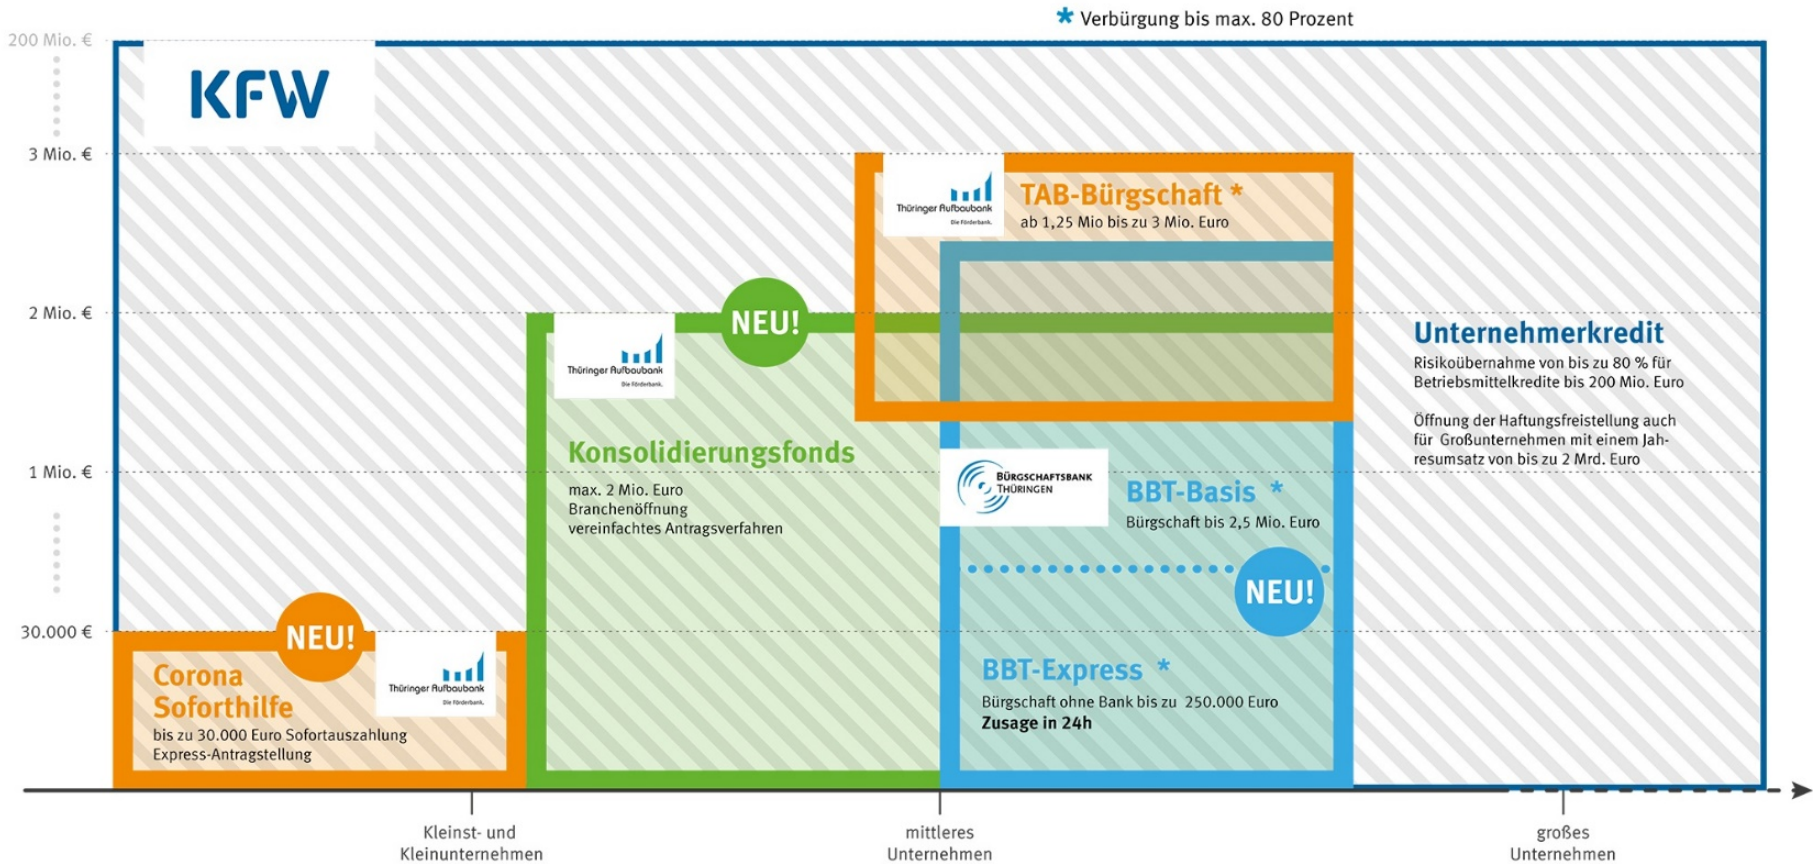 * Verbürgung bis max. 80 Prozent
200 Mio. €
KFW
3 Mio. €
Thüringer Aufbaubank
Die Förderbank.
TAB-Bürgschaft *
ab 1,25 Mio bis zu 3 Mio. Euro
2 Mio. €
NEU!
Thüringer Aufbaubank
Die Förderbank.
Unternehmerkredit
Risikoübernahme von bis zu 80 % für
Betriebsmittelkredite bis 200 Mio. Euro
Öffnung der Haftungsfreistellung auch
für Großunternehmen mit einem Jah-
resumsatz von bis zu 2 Mrd. Euro
Konsolidierungsfonds
max. 2 Mio. Euro
Branchenöffnung
vereinfachtes Antragsverfahren
1 Mio. €
BÜRGSCHAFTSBANK
THÜRINGEN
BBT-Basis *
Bürgschaft bis 2,5 Mio. Euro
NEU!
30.000 €
NEU!
Corona
Soforthilfe
bis zu 30.000 Euro Sofortauszahlung
Express-Antragstellung
Thüringer Aufbaubank
Die Förderbank.
BBT-Express *
Bürgschaft ohne Bank bis zu 250.000 Euro
Zusage in 24h
Kleinst- und
Kleinunternehmen
mittleres
Unternehmen
großes
Unternehmen